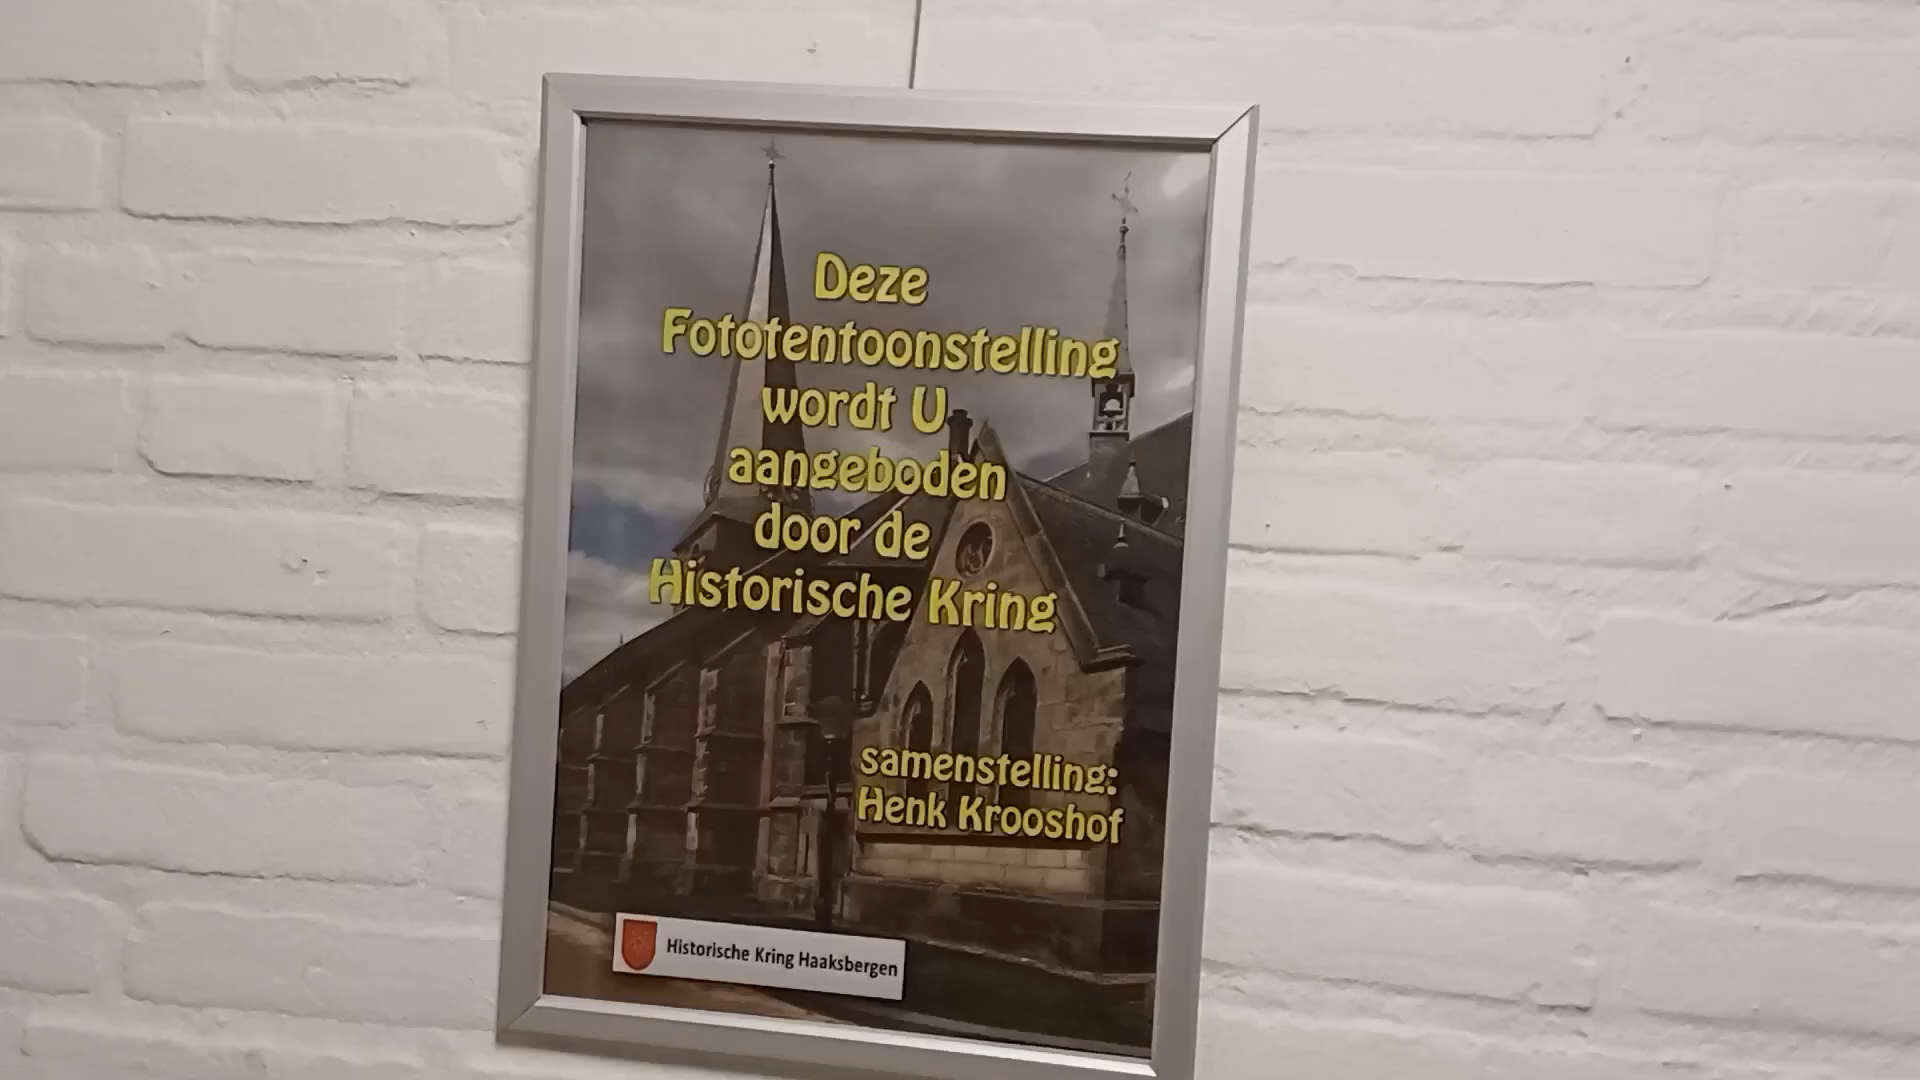 Deze
Fototentoonstelling
wordt U
aangeboden
door de
Historische Kring
samenstelling:
Henk Krooshof
Historische Kring Haaksbergen